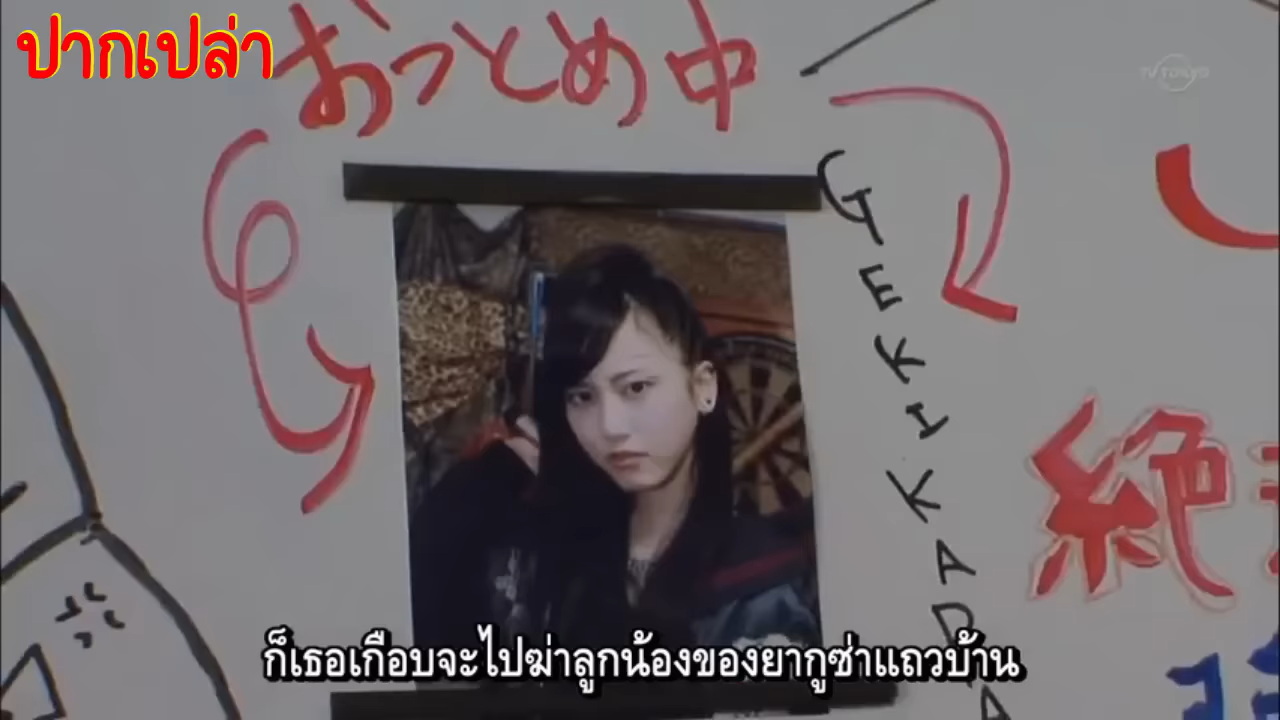 ปากเปล่า
おつとめ中
TV TOKYO
GEKIKARA
絶
ก็เธอเกือบจะไปฆ่าลูกน้องของยากูซ่าแถวบ้าน